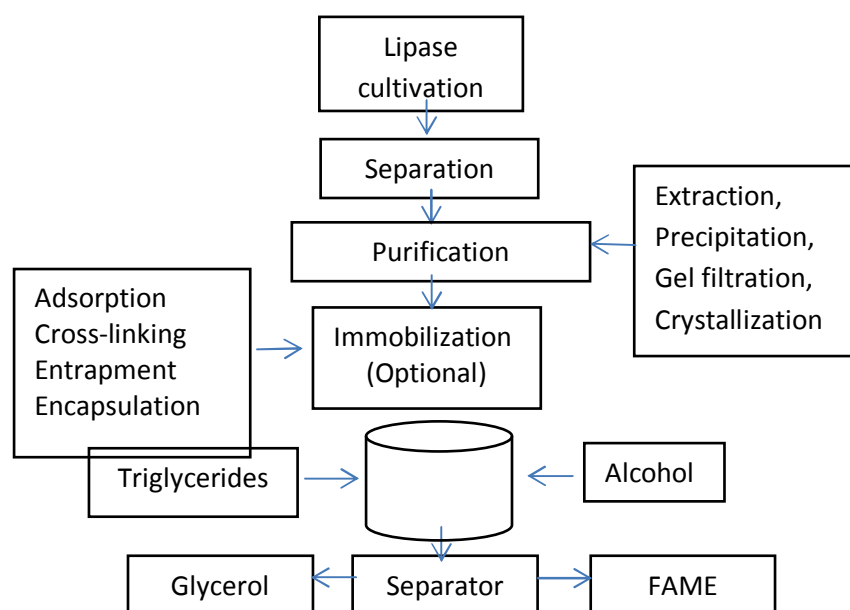 Lipase
cultivation
Separation
Extraction,
Precipitation,
Gel filtration,
Crystallization
Purification
Adsorption
Cross-linking
Entrapment
Encapsulation
Immobilization
(Optional)
Triglycerides
Alcohol
Glycerol
Separator
FAME